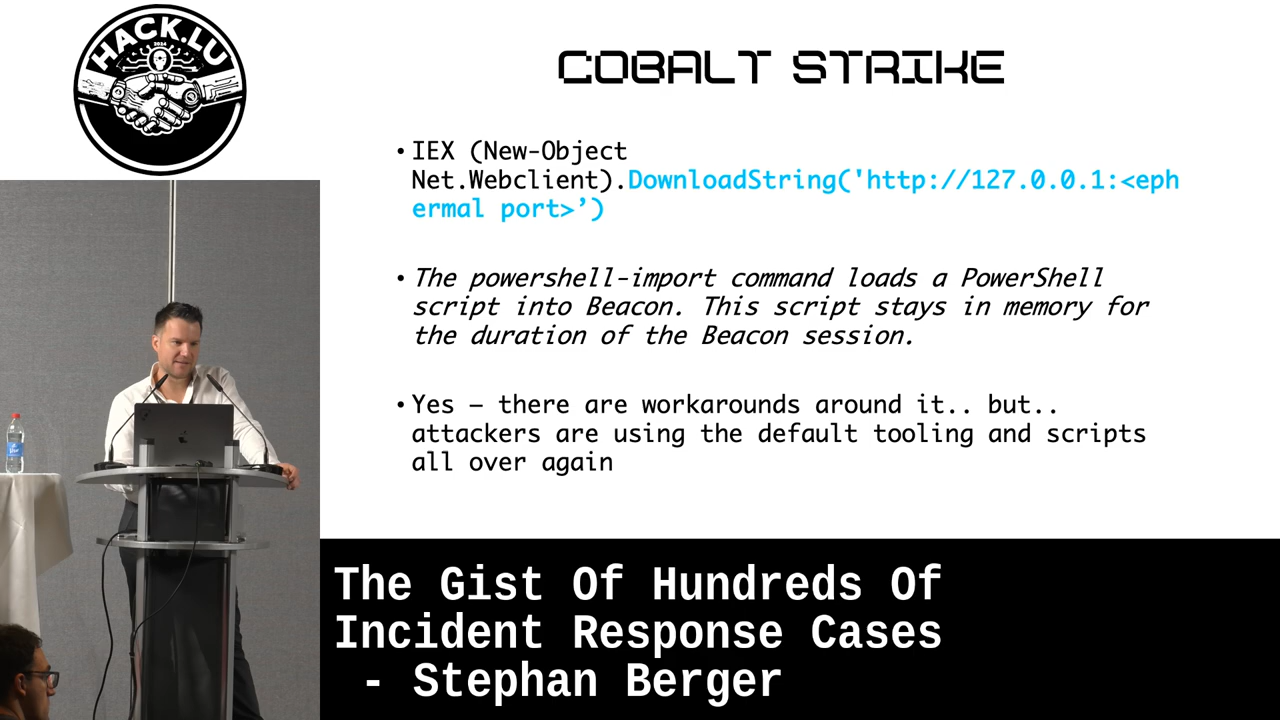 HACK.LU
2024
COBALT STRIKE
• IEX (New-Object
Net.Webclient).DownloadString('http://127.0.0.1:<eph
ermal port>’)
• The powershell-import command loads a PowerShell
script into Beacon. This script stays in memory for
the duration of the Beacon session.
• Yes – there are workarounds around it.. but..
attackers are using the default tooling and scripts
all over again
The Gist Of Hundreds Of
Incident Response Cases
- Stephan Berger